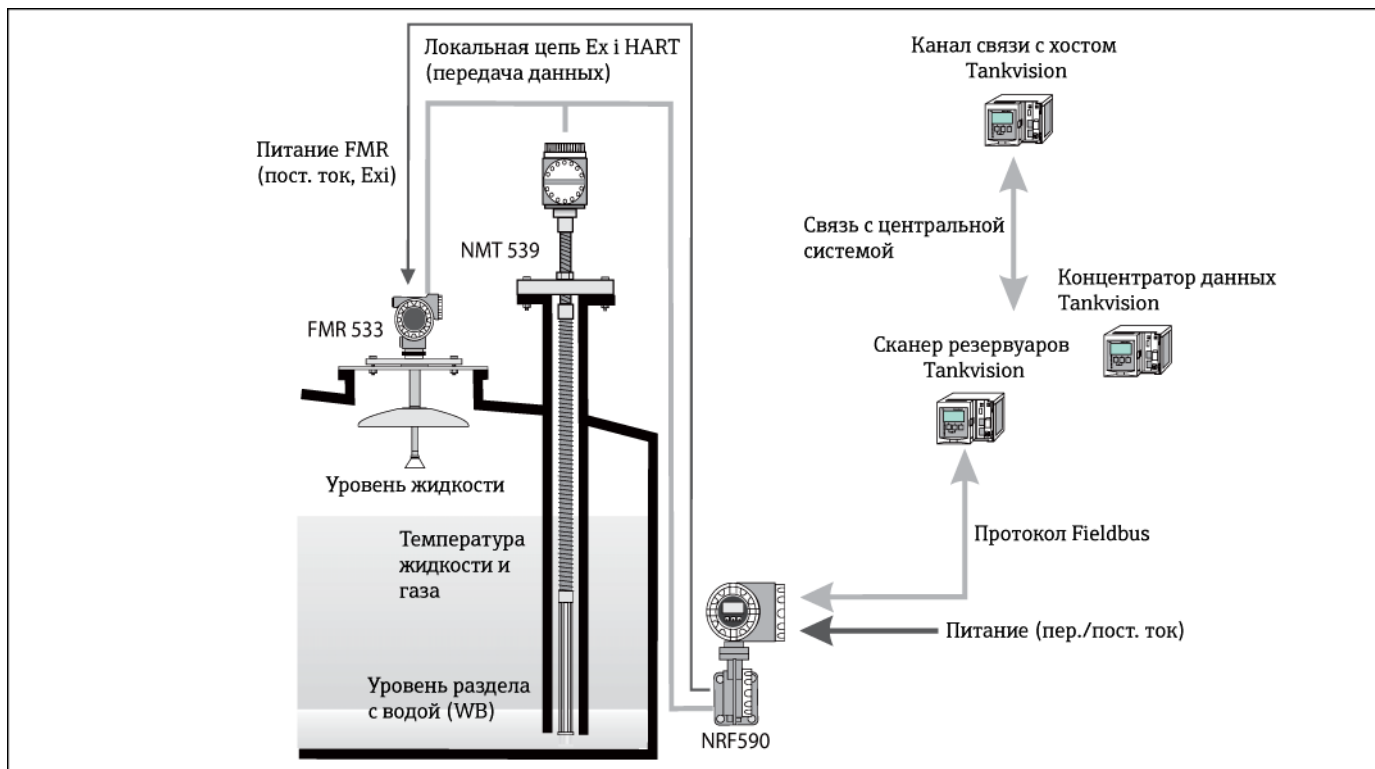 Локальная цепь Ex i HART
(передача данных)
Канал связи с хостом
Tankvision
Питание FMR
(пост. ток, Exi)
NMT 539
Связь с центральной
системой
Концентратор данных
Tankvision
FMR 533
Сканер резервуаров
Tankvision
Уровень жидкости
Температура
жидкости и
газа
Протокол Fieldbus
Питание (пер./пост. ток)
Уровень раздела
с водой (WB)
NRF590